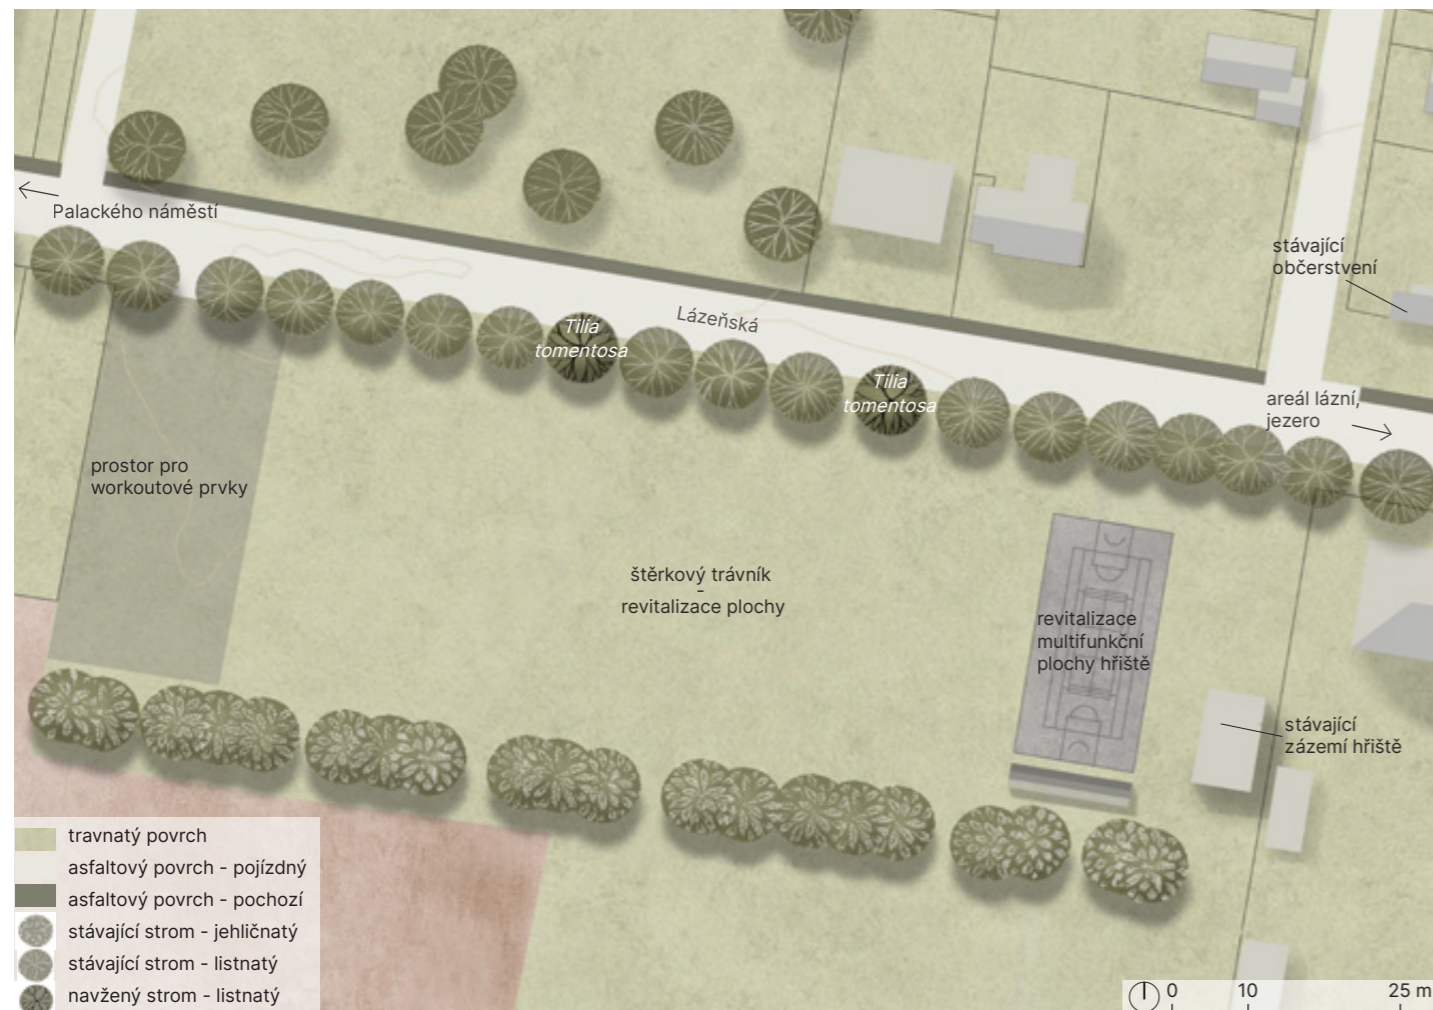 Palackého náměstí
stávající
občerstvení
Lázeňská
Tilia
tomentosa
Tilia
tomentosa
areál lázní,
jezero
prostor pro
workoutové prvky
štěrkový trávník
-
revitalizace plochy
revitalizace
multifunkční
plochy hřiště
stávající
zázemí hřiště
travnatý povrch
asfaltový povrch - pojízdný
asfaltový povrch - pochozí
stávající strom - jehličnatý
stávající strom - listnatý
navžený strom - listnatý
0 10 25 m